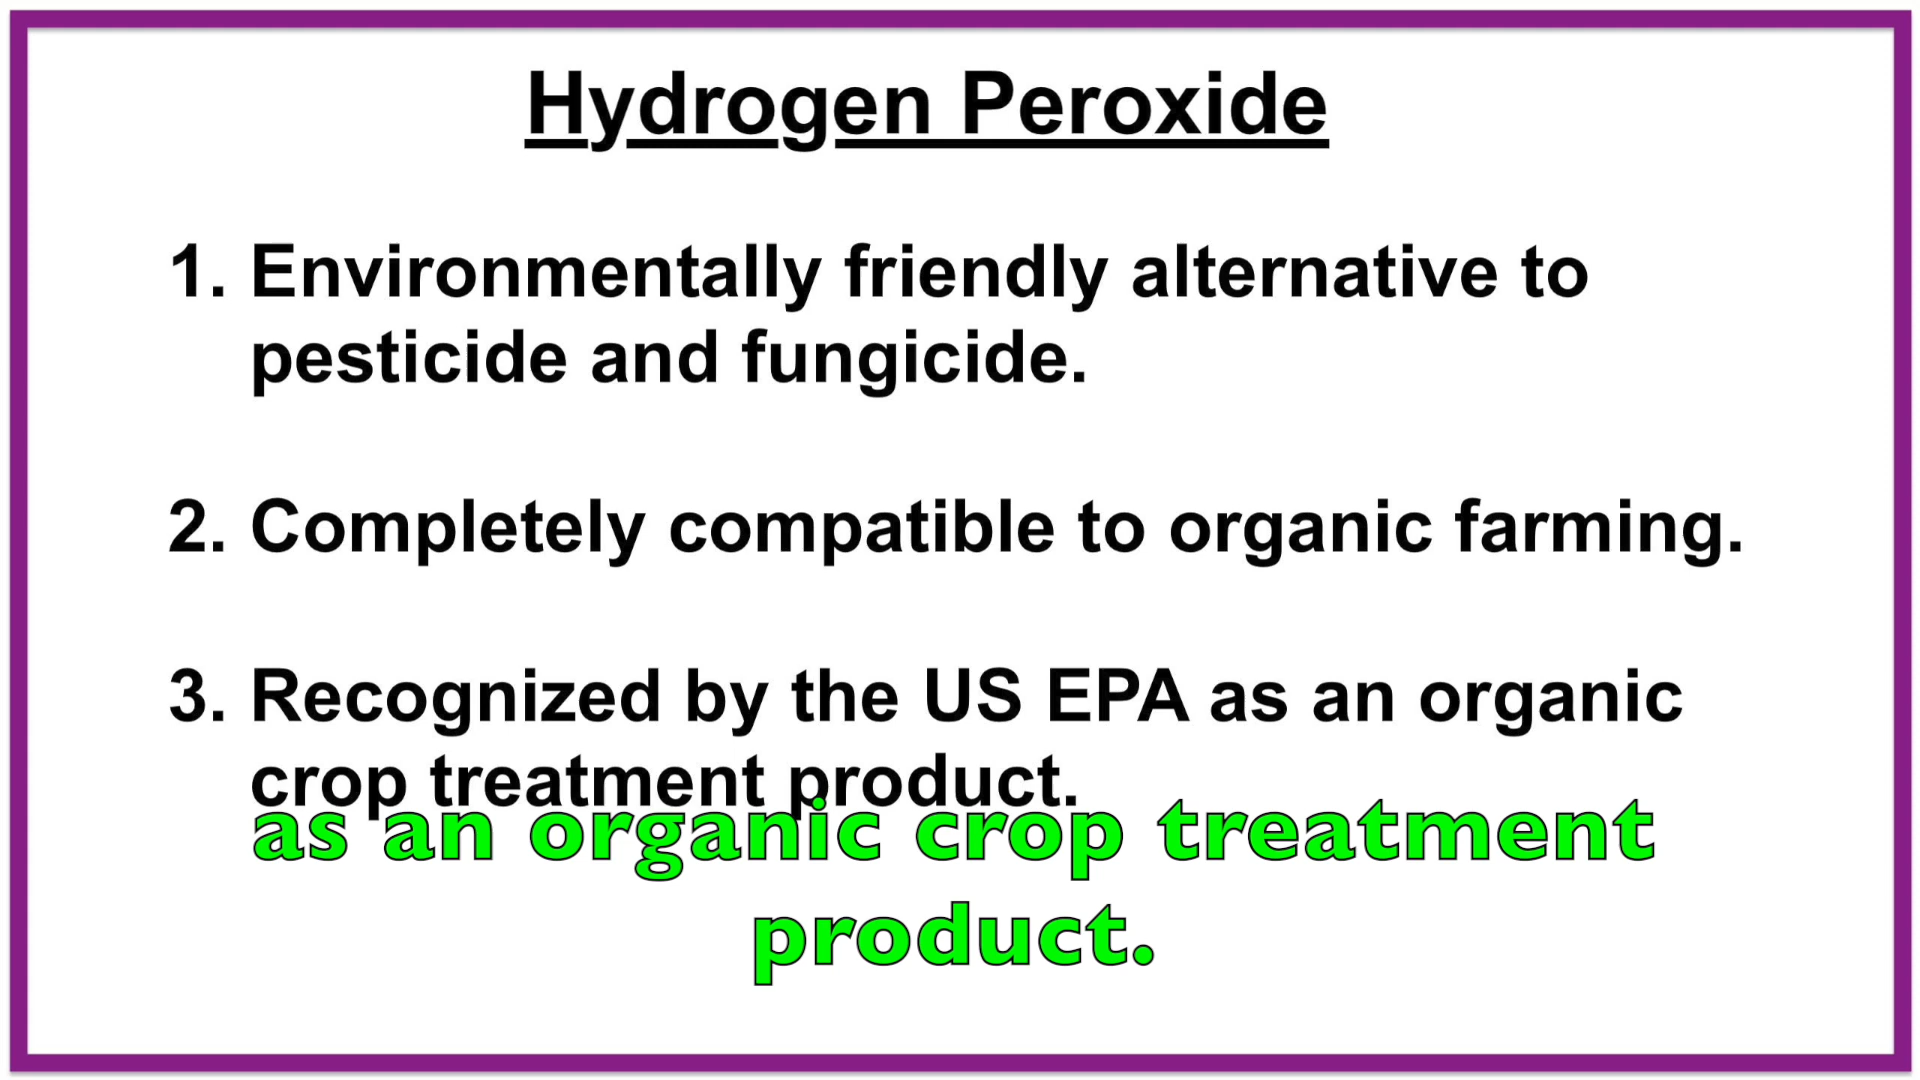 Hydrogen Peroxide
1. Environmentally friendly alternative to
pesticide and fungicide.
2. Completely compatible to organic farming.
3. Recognized by the US EPA as an organic
crop treatment product.
as an organic crop treatment
product.